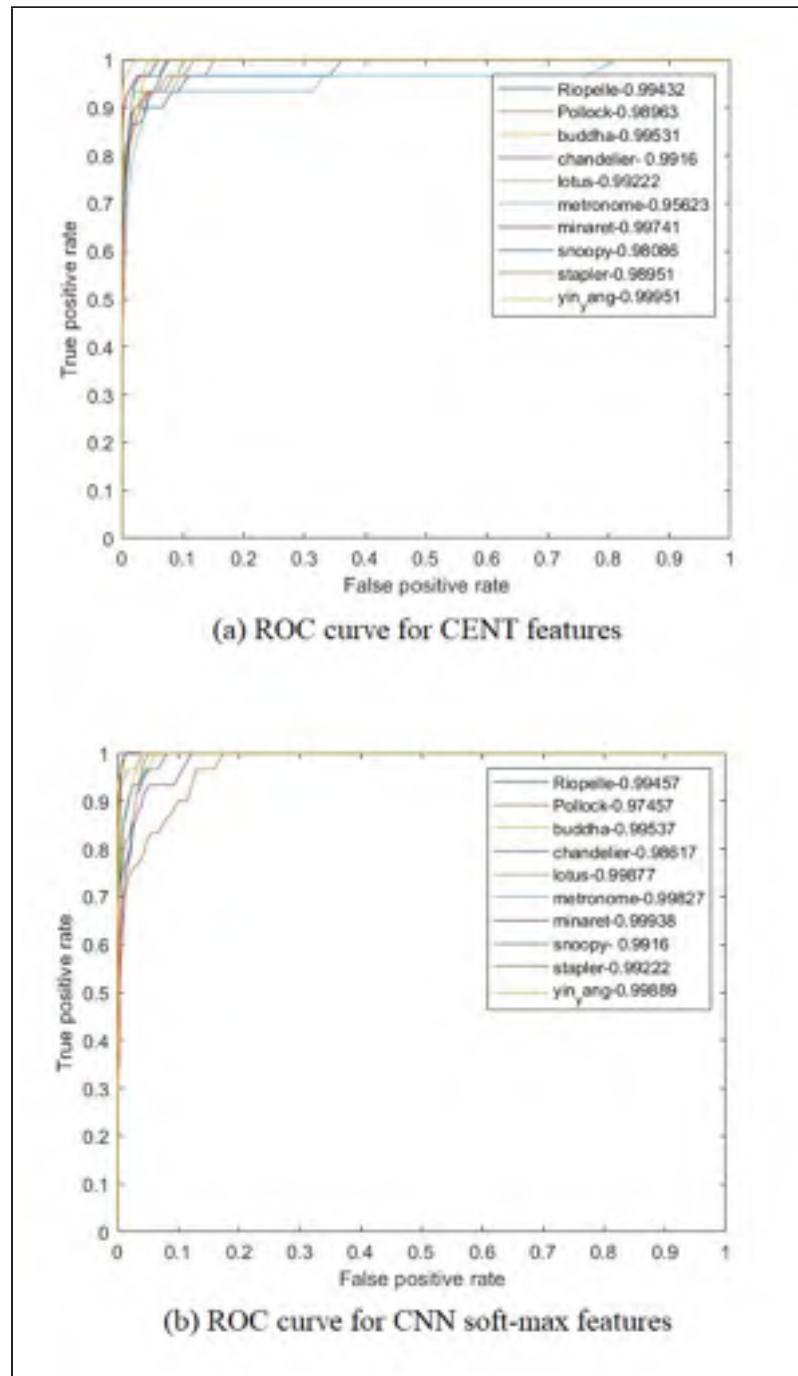 1
0.9
0.8
0.7
0.6
0.5
0.4
0.3
0.2
0.1
0
True positive rate
Riopelle-0.99432
Pollock-0.98963
buddha-0.99531
chandelier- 0.9916
lotus-0.99222
metronome-0.95623
minaret-0.99741
snoopy-0.98086
stapler-0.98951
yin_yang-0.99951
0 0.1 0.2 0.3 0.4 0.5 0.6 0.7 0.8 0.9 1
False positive rate
(a) ROC curve for CENT features
1
0.9
0.8
0.7
0.6
0.5
0.4
0.3
0.2
0.1
0
True positive rate
Riopelle-0.99457
Pollock-0.97457
buddha-0.99537
chandelier-0.98617
lotus-0.99877
metronome-0.99827
minaret-0.99938
snoopy- 0.9916
stapler-0.99222
yin_yang-0.99889
0 0.1 0.2 0.3 0.4 0.5 0.6 0.7 0.8 0.9 1
False positive rate
(b) ROC curve for CNN soft-max features